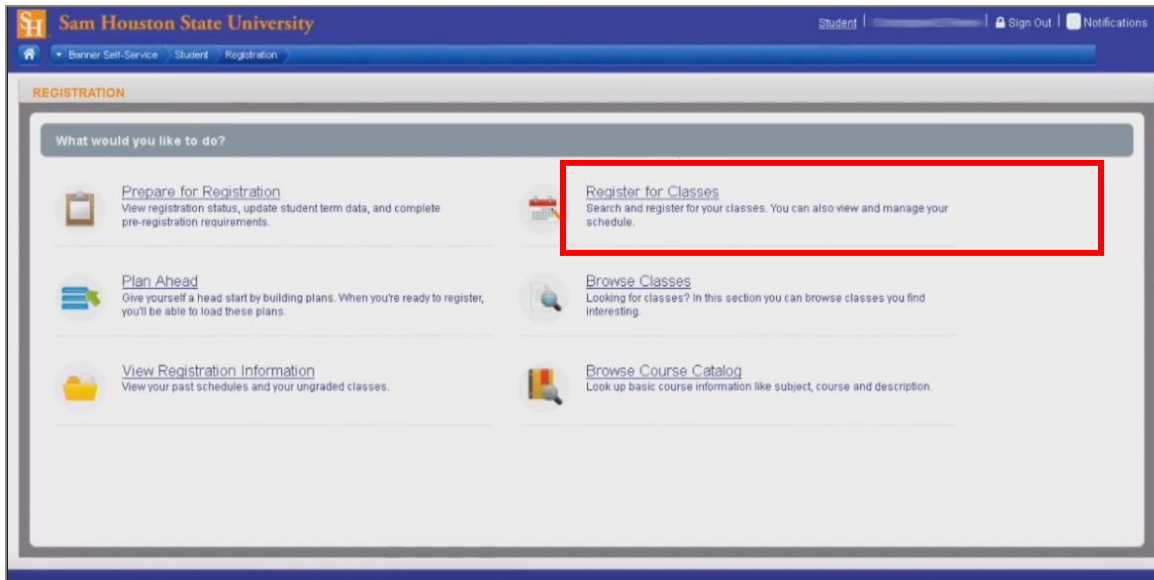 SH Sam Houston State University
Student Sign Out Notifications
Banner Self-Service Student Registration
REGISTRATION
What would you like to do?
Prepare for Registration
View registration status, update student term data, and complete
pre-registration requirements.
Register for Classes
Search and register for your classes. You can also view and manage your
schedule.
Plan Ahead
Give yourself a head start by building plans. When you're ready to register,
you'll be able to load these plans.
Browse Classes
Looking for classes? In this section you can browse classes you find
interesting.
View Registration Information
View your past schedules and your ungraded classes.
Browse Course Catalog
Look up basic course information like subject, course and description.